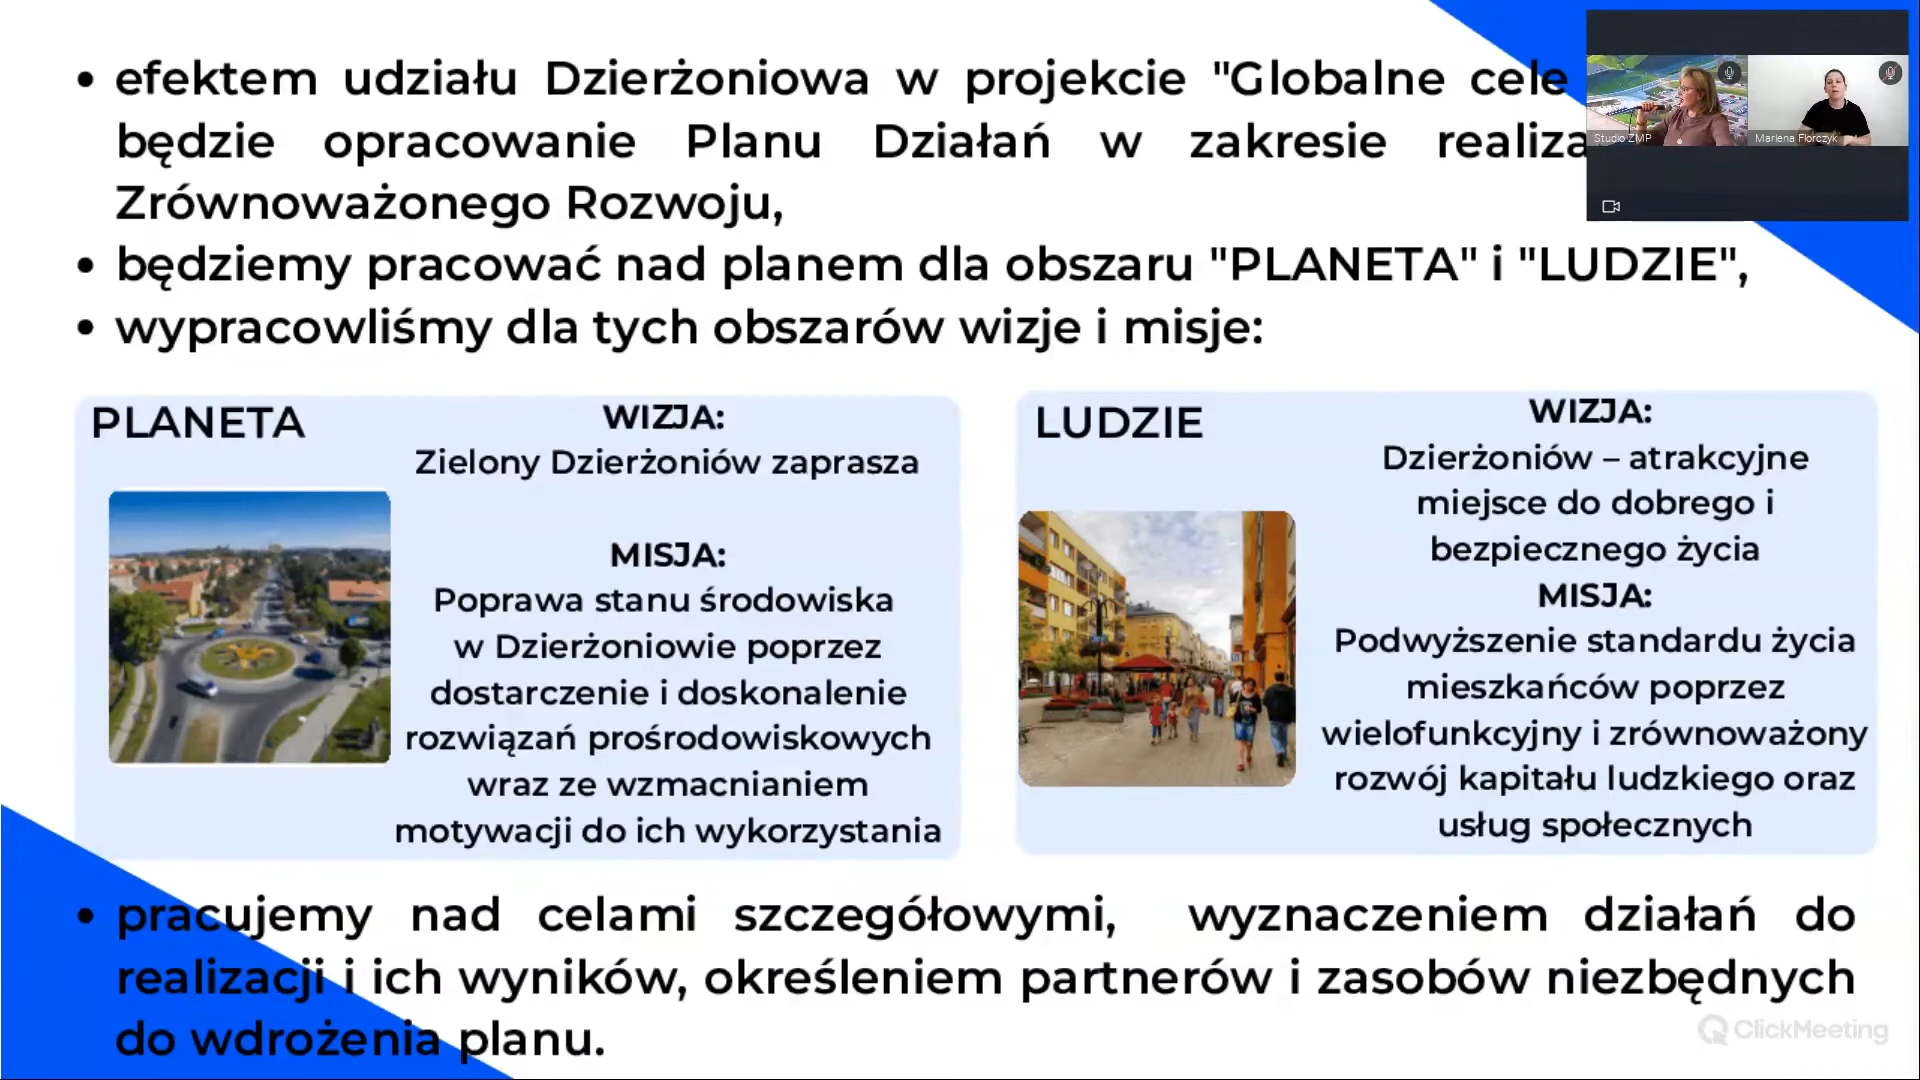 efektem udziału Dzierżoniowa w projekcie "Globalne cele
będzie opracowanie Planu Działań w zakresie realiza
Zrównoważonego Rozwoju,
będziemy pracować nad planem dla obszaru "PLANETA" i "LUDZIE",
wypracowliśmy dla tych obszarów wizje i misje:
PLANETA
WIZJA:
Zielony Dzierżoniów zaprasza
MISJA:
Poprawa stanu środowiska
w Dzierżoniowie poprzez
dostarczenie i doskonalenie
rozwiązań prośrodowiskowych
wraz ze wzmacnianiem
motywacji do ich wykorzystania
LUDZIE
WIZJA:
Dzierżoniów – atrakcyjne
miejsce do dobrego i
bezpiecznego życia
MISJA:
Podwyższenie standardu życia
mieszkańców poprzez
wielofunkcyjny i zrównoważony
rozwój kapitału ludzkiego oraz
usług społecznych
pracujemy nad celami szczegółowymi, wyznaczeniem działań do
realizacji i ich wyników, określeniem partnerów i zasobów niezbędnych
do wdrożenia planu.
Studio ZMP
Marlena Florczyk
ClickMeeting